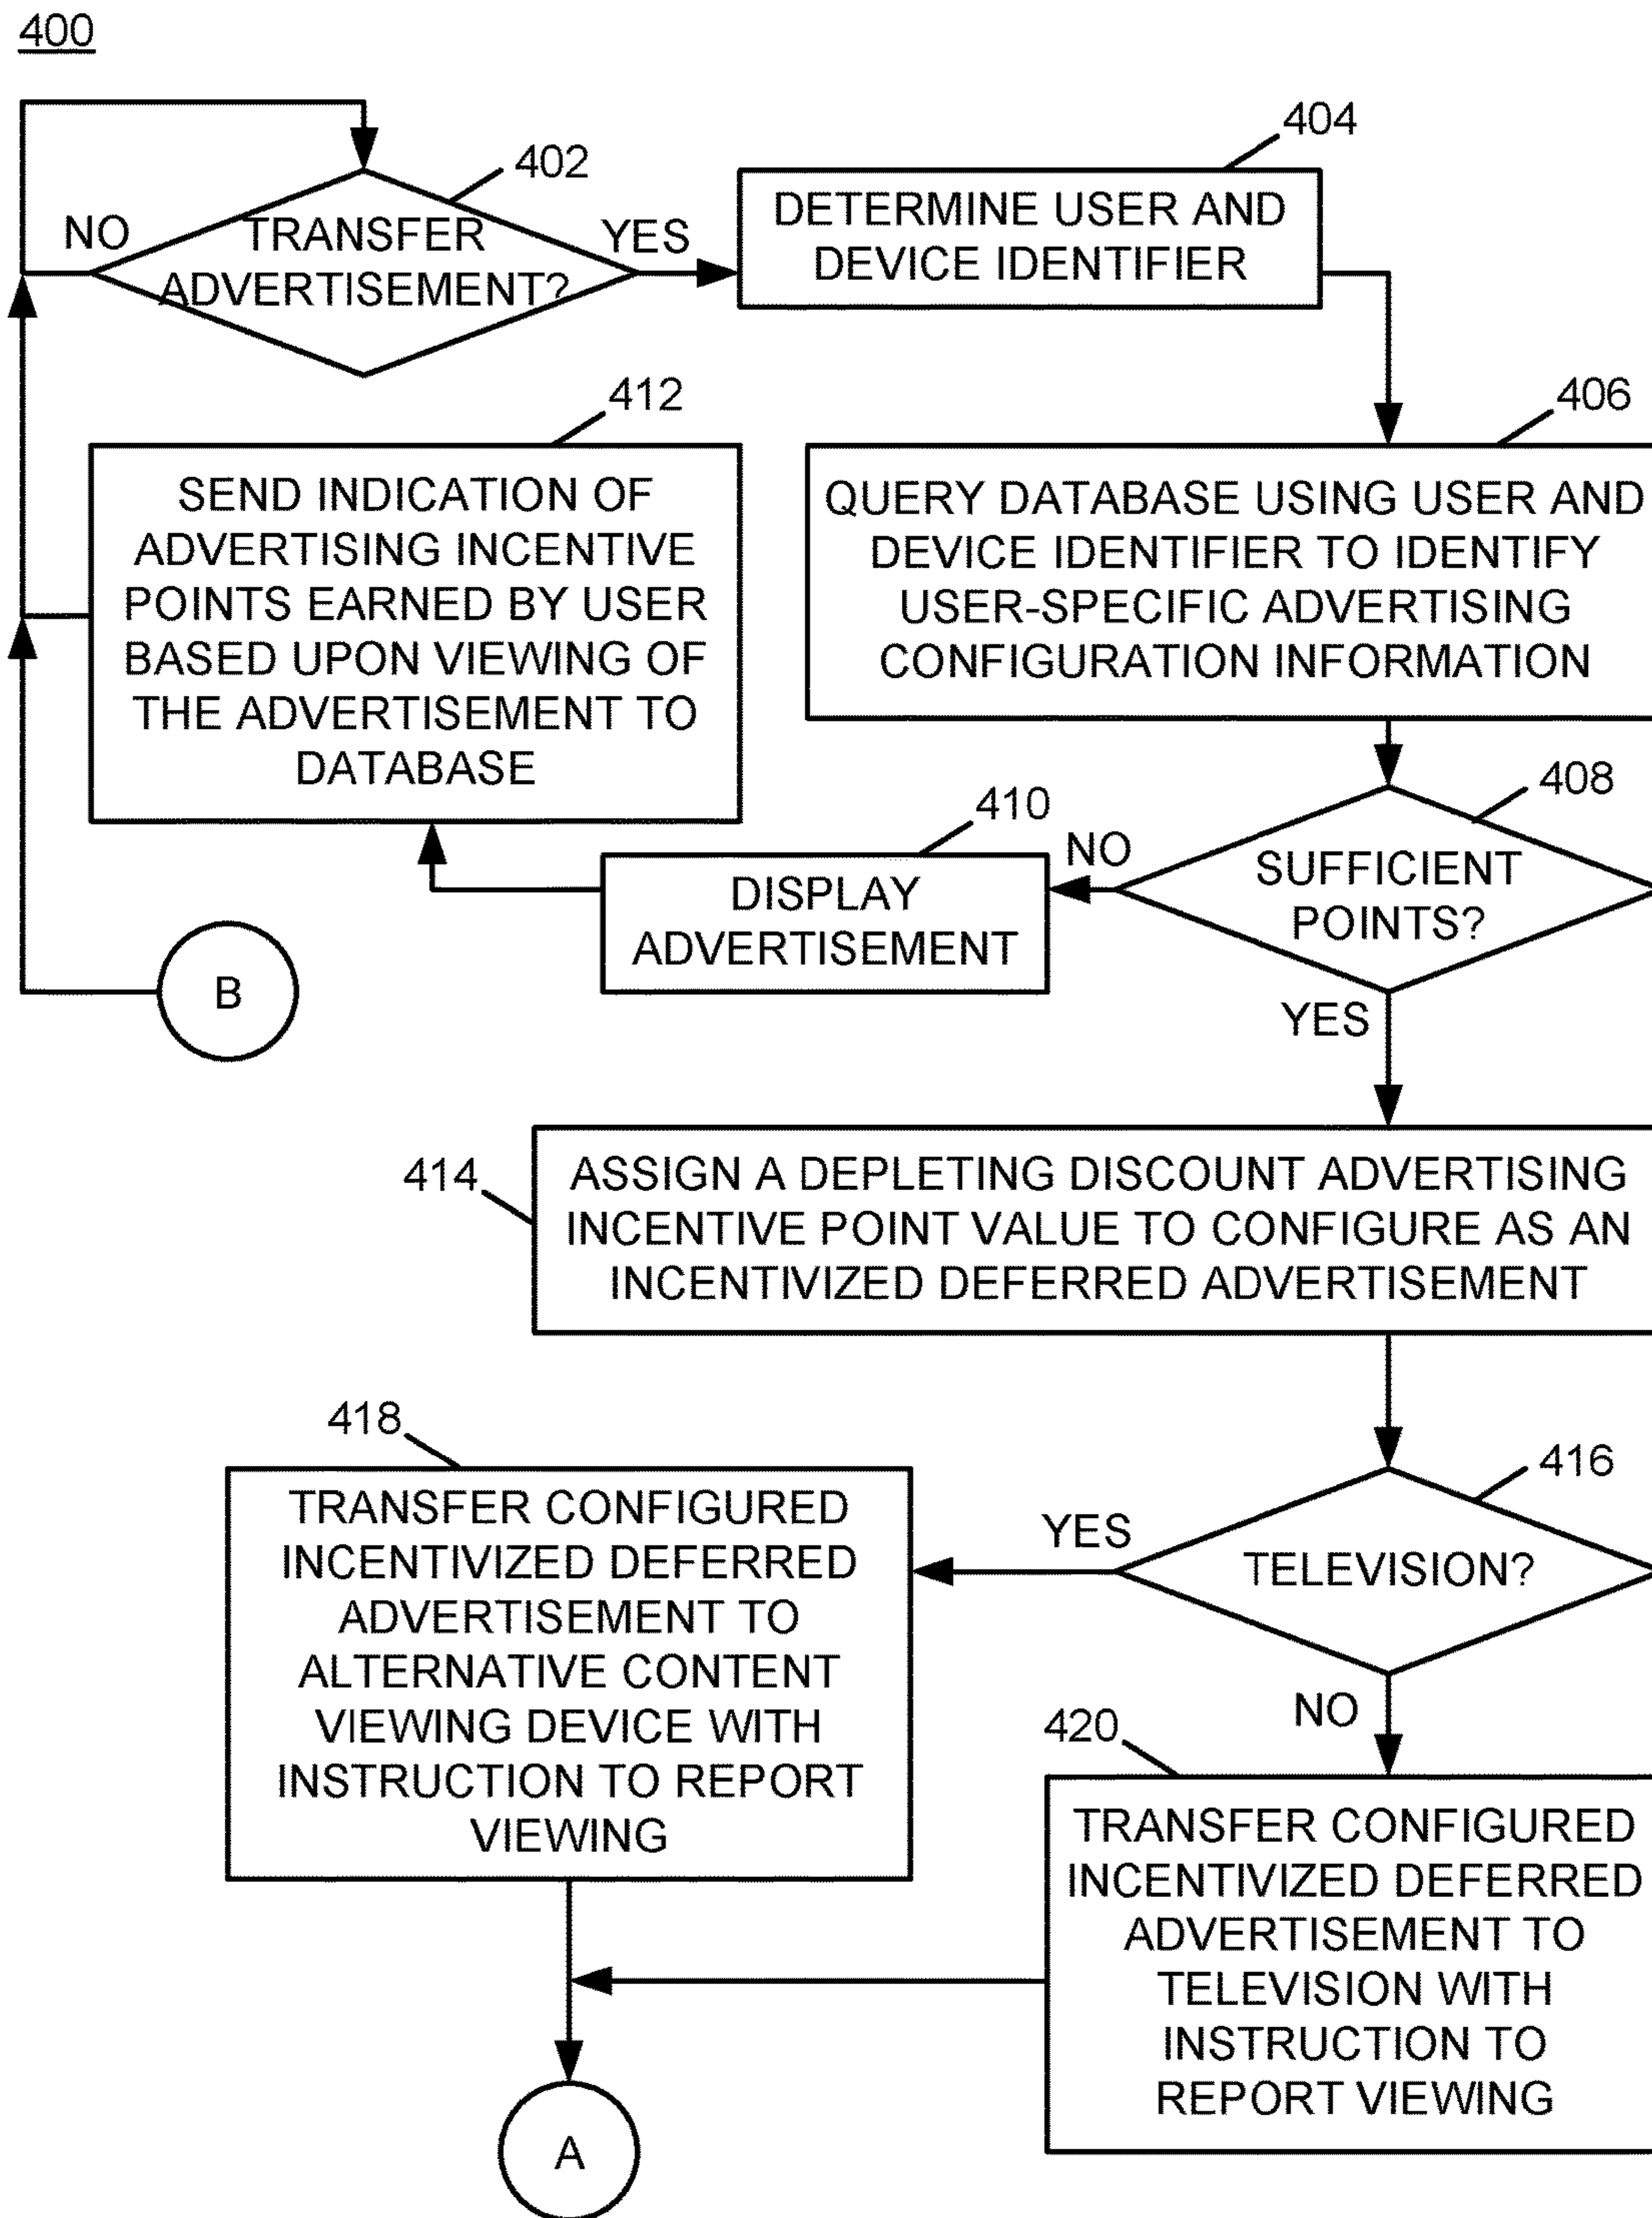 400
402
NO
TRANSFER
ADVERTISEMENT?
YES
404
DETERMINE USER AND
DEVICE IDENTIFIER
406
QUERY DATABASE USING USER AND
DEVICE IDENTIFIER TO IDENTIFY
USER-SPECIFIC ADVERTISING
CONFIGURATION INFORMATION
412
SEND INDICATION OF
ADVERTISING INCENTIVE
POINTS EARNED BY USER
BASED UPON VIEWING OF
THE ADVERTISEMENT TO
DATABASE
408
SUFFICIENT
POINTS?
NO
410
DISPLAY
ADVERTISEMENT
B
YES
414
ASSIGN A DEPLETING DISCOUNT ADVERTISING
INCENTIVE POINT VALUE TO CONFIGURE AS AN
INCENTIVIZED DEFERRED ADVERTISEMENT
416
TELEVISION?
YES
418
TRANSFER CONFIGURED
INCENTIVIZED DEFERRED
ADVERTISEMENT TO
ALTERNATIVE CONTENT
VIEWING DEVICE WITH
INSTRUCTION TO REPORT
VIEWING
NO
420
TRANSFER CONFIGURED
INCENTIVIZED DEFERRED
ADVERTISEMENT TO
TELEVISION WITH
INSTRUCTION TO
REPORT VIEWING
A